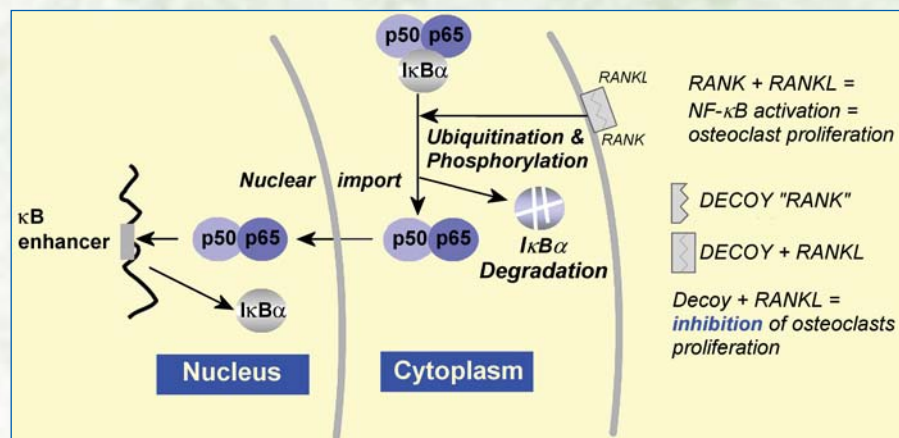 p50 p65
IκBα
RANKL
RANK
Ubiquitination &
Phosphorylation
Nuclear import
κB
enhancer
p50 p65
p50 p65
IκBα
Degradation
IκBα
Nucleus
Cytoplasm
RANK + RANKL =
NF-κB activation =
osteoclast proliferation
DECOY "RANK"
DECOY + RANKL
Decoy + RANKL =
inhibition of osteoclasts
proliferation